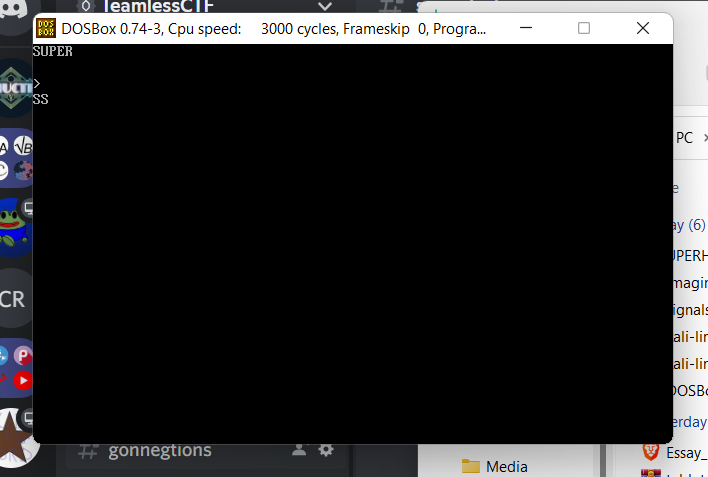 TeamlessCTF
DOSBox 0.74-3, Cpu speed: 3000 cycles, Frameskip 0, Progra...
SUPER
>
SS
PC
ay (6)
UPERH
magin
ignals
ali-lin
ali-lin
DOSBo
erday
Essay_
CR
gonnegtions
Media